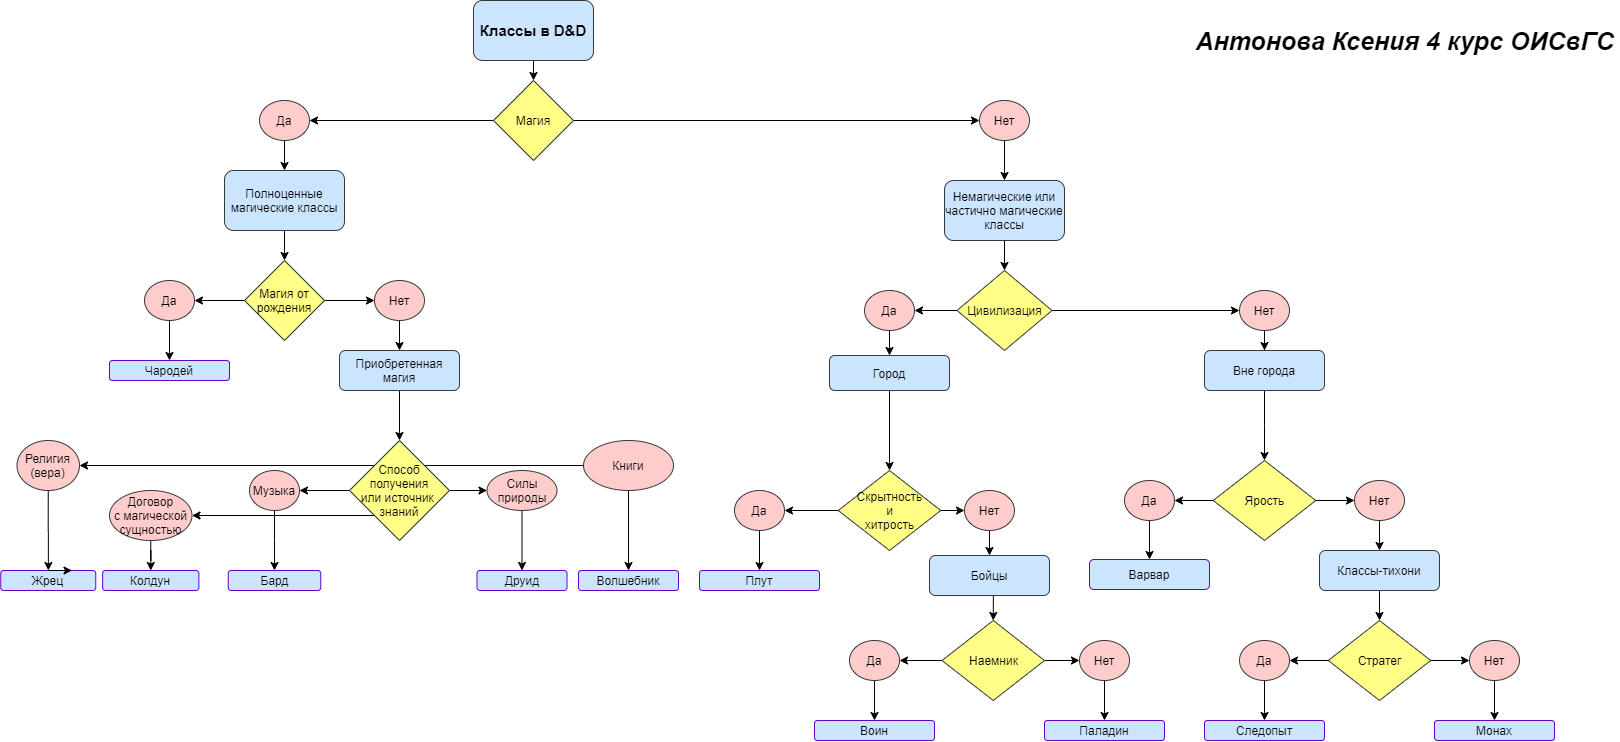 Классы в D&D
Антонова Ксения 4 курс ОИСвГС
Магия
Да
Нет
Полноценные
магические классы
Немагические или
частично магические
классы
Магия от
рождения
Да
Нет
Цивилизация
Да
Нет
Чародей
Приобретенная
магия
Город
Вне города
Религия
(вера)
Способ
получения
или источник
знаний
Книги
Музыка
Силы
природы
Договор
с магической
сущностью
Скрытность
и
хитрость
Да
Нет
Ярость
Да
Нет
Жрец
Колдун
Бард
Друид
Волшебник
Плут
Бойцы
Варвар
Классы-тихони
Наемник
Да
Нет
Стратег
Да
Нет
Воин
Паладин
Следопыт
Монах